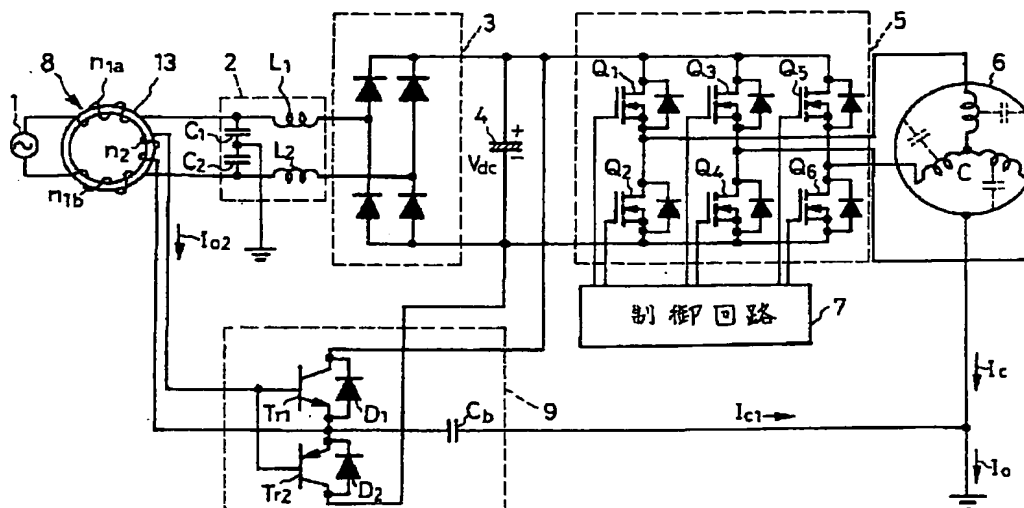 3
5
n1a
13
2
L1
Q1
Q3
Q5
6
8
1
C1
4
+
n2
C2
L2
Vdc
−
Q2
Q4
Q6
C
n1b
Io2
制御回路
7
Ic
Tr1
D1
9
Cb
Ic1
Io
Tr2
D2